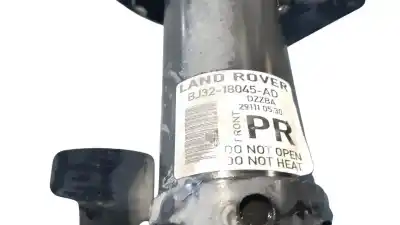 LAND ROVER
BJ32-18045-AD
DZZBA
29111 05:30
FRONT
PR
DO NOT OPEN
DO NOT HEAT